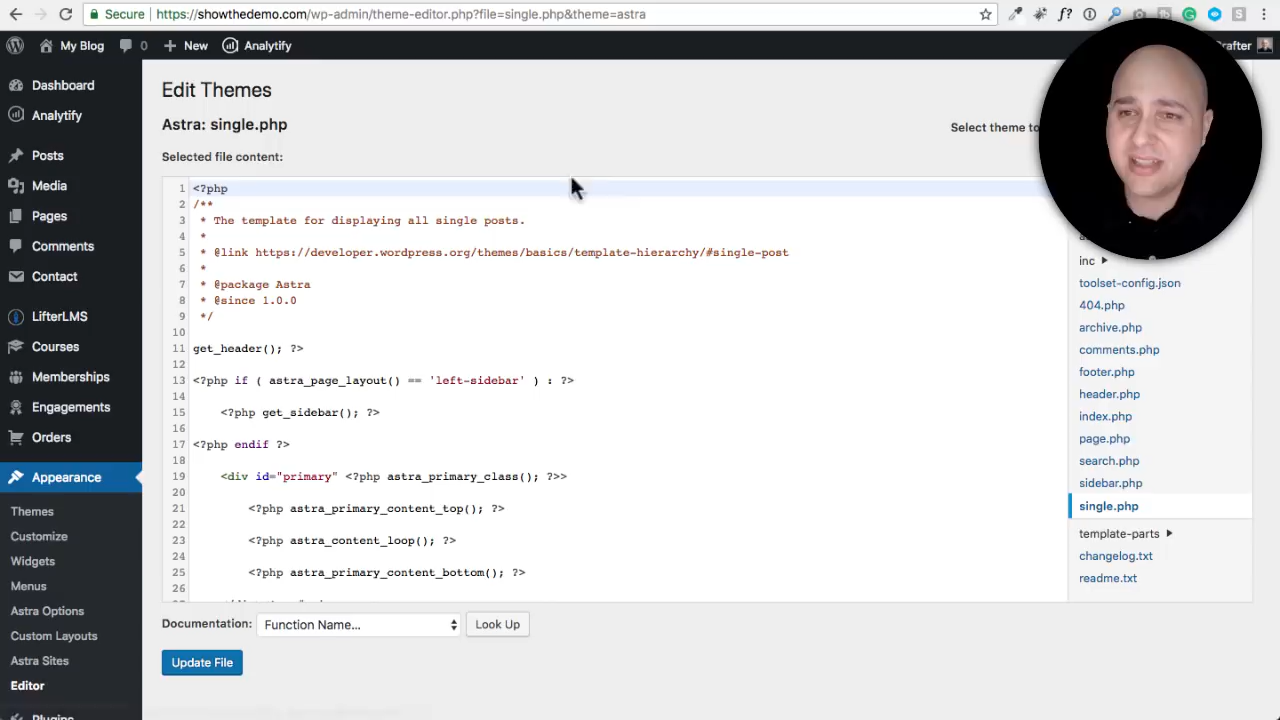 Secure https://showthedemo.com/wp-admin/theme-editor.php?file=single.php&theme=astra
My Blog 0 New Analytify
Dashboard
Analytify
Posts
Media
Pages
Comments
Contact
LifterLMS
Courses
Memberships
Engagements
Orders
Appearance
Themes
Customize
Widgets
Menus
Astra Options
Custom Layouts
Astra Sites
Editor
Plugins
Edit Themes
Astra: single.php
Select theme to
Selected file content:
1 <?php
2 /**
3 * The template for displaying all single posts.
4 *
5 * @link https://developer.wordpress.org/themes/basics/template-hierarchy/#single-post
6 *
7 * @package Astra
8 * @since 1.0.0
9 */
10
11 get_header(); ?>
12
13 <?php if ( astra_page_layout() == 'left-sidebar' ) : ?>
14
15 <?php get_sidebar(); ?>
16
17 <?php endif ?>
18
19 <div id="primary" <?php astra_primary_class(); ?>>
20
21 <?php astra_primary_content_top(); ?>
22
23 <?php astra_content_loop(); ?>
24
25 <?php astra_primary_content_bottom(); ?>
26
inc
toolset-config.json
404.php
archive.php
comments.php
footer.php
header.php
index.php
page.php
search.php
sidebar.php
single.php
template-parts
changelog.txt
readme.txt
Documentation: Function Name... Look Up
Update File